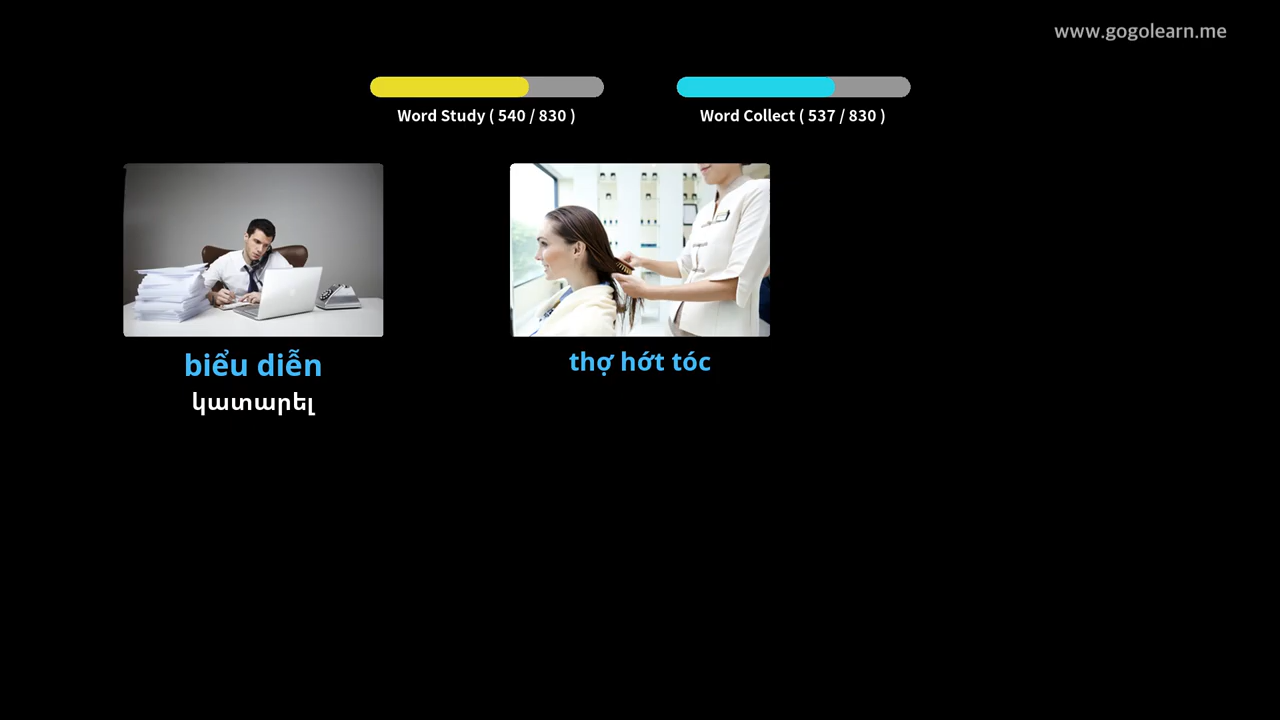 www.gogolearn.me
Word Study ( 540 / 830 )
Word Collect ( 537 / 830 )
biểu diễn
կատարել
thợ hớt tóc